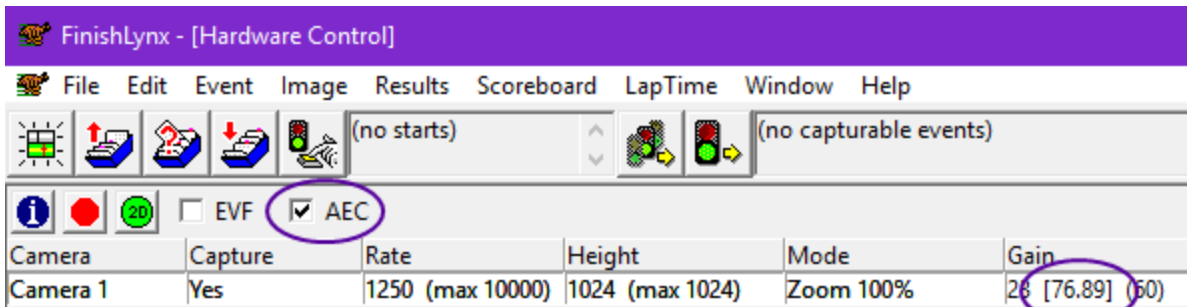 FinishLynx - [Hardware Control]
File Edit Event Image Results Scoreboard LapTime Window Help
(no starts) (no capturable events)
2D EVF AEC
Camera Capture Rate Height Mode Gain
Camera 1 Yes 1250 (max 10000) 1024 (max 1024) Zoom 100% [76.89]